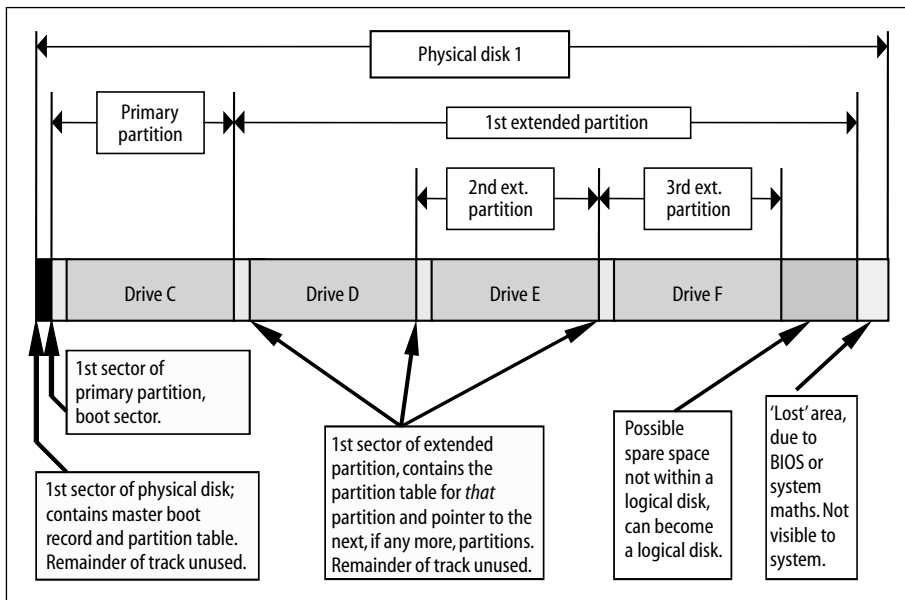 Physical disk 1
Primary
partition
1st extended partition
2nd ext.
partition
3rd ext.
partition
Drive C
Drive D
Drive E
Drive F
1st sector of
primary partition,
boot sector.
1st sector of physical disk;
contains master boot
record and partition table.
Remainder of track unused.
1st sector of extended
partition, contains the
partition table for that
partition and pointer to the
next, if any more, partitions.
Remainder of track unused.
Possible
spare space
not within a
logical disk,
can become
a logical disk.
‘Lost’ area,
due to
BIOS or
system
maths. Not
visible to
system.